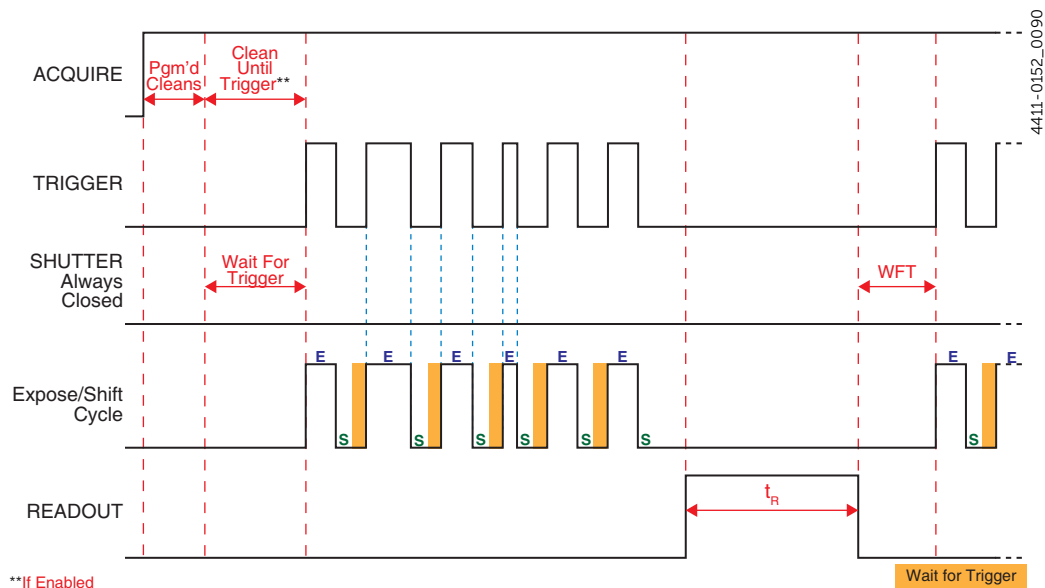 4411-0152_0090
ACQUIRE
Pgm'd
Cleans
Clean
Until
Trigger**
TRIGGER
SHUTTER
Always
Closed
Wait For
Trigger
WFT
E E E E E E E E
Expose/Shift
Cycle
S S S S S S S
READOUT
tR
**If Enabled
Wait for Trigger